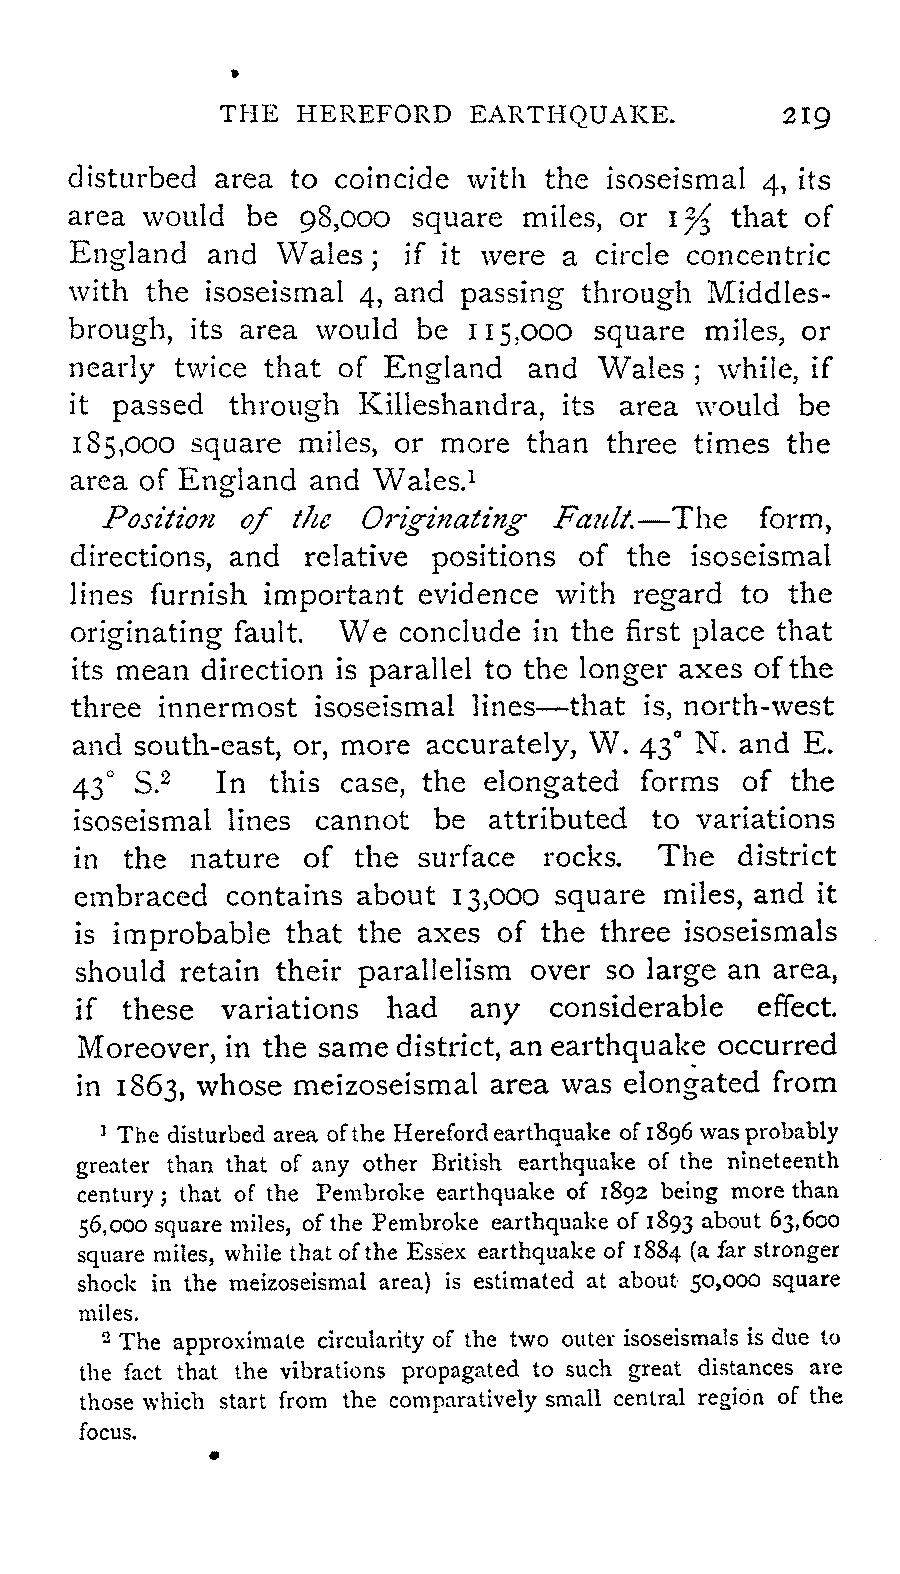 THE HEREFORD EARTHQUAKE. 219
disturbed area to coincide with the isoseismal 4, its
area would be 98,000 square miles, or 1⅔ that of
England and Wales; if it were a circle concentric
with the isoseismal 4, and passing through Middles-
brough, its area would be 115,000 square miles, or
nearly twice that of England and Wales; while, if
it passed through Killeshandra, its area would be
185,000 square miles, or more than three times the
area of England and Wales.¹
Position of the Originating Fault.—The form,
directions, and relative positions of the isoseismal
lines furnish important evidence with regard to the
originating fault. We conclude in the first place that
its mean direction is parallel to the longer axes of the
three innermost isoseismal lines—that is, north-west
and south-east, or, more accurately, W. 43° N. and E.
43° S.² In this case, the elongated forms of the
isoseismal lines cannot be attributed to variations
in the nature of the surface rocks. The district
embraced contains about 13,000 square miles, and it
is improbable that the axes of the three isoseismals
should retain their parallelism over so large an area,
if these variations had any considerable effect.
Moreover, in the same district, an earthquake occurred
in 1863, whose meizoseismal area was elongated from
¹ The disturbed area of the Hereford earthquake of 1896 was probably
greater than that of any other British earthquake of the nineteenth
century; that of the Pembroke earthquake of 1892 being more than
56,000 square miles, of the Pembroke earthquake of 1893 about 63,600
square miles, while that of the Essex earthquake of 1884 (a far stronger
shock in the meizoseismal area) is estimated at about 50,000 square
miles.
² The approximate circularity of the two outer isoseismals is due to
the fact that the vibrations propagated to such great distances are
those which start from the comparatively small central region of the
focus.